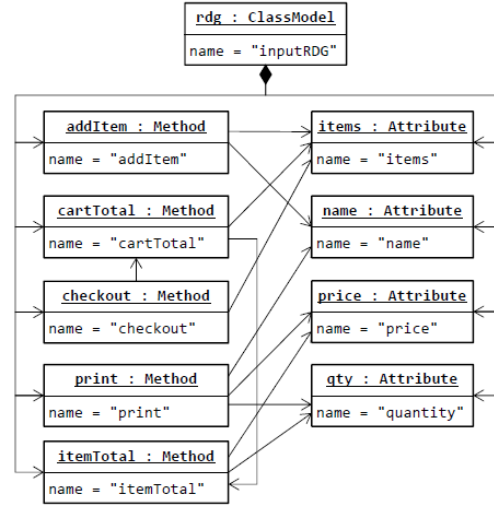 rdg : ClassModel
name = "inputRDG"
addItem : Method
name = "addItem"
items : Attribute
name = "items"
cartTotal : Method
name = "cartTotal"
name : Attribute
name = "name"
checkout : Method
name = "checkout"
price : Attribute
name = "price"
print : Method
name = "print"
qty : Attribute
name = "quantity"
itemTotal : Method
name = "itemTotal"